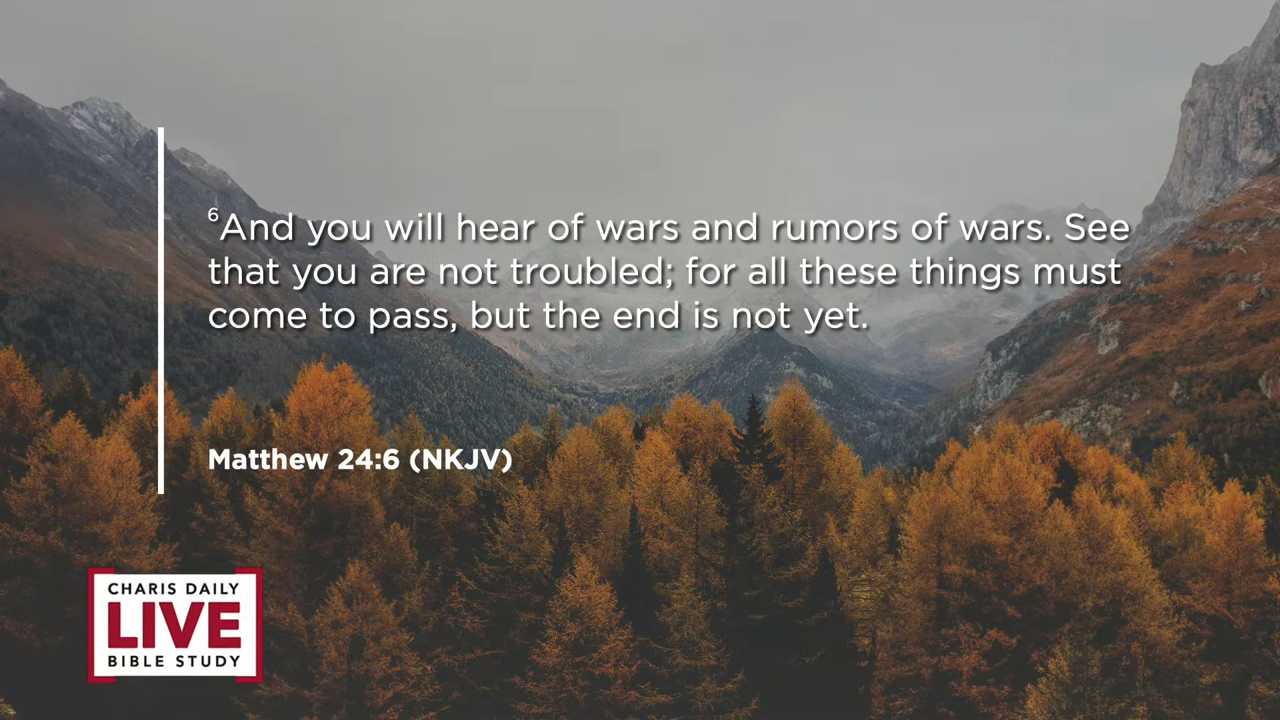 ⁶And you will hear of wars and rumors of wars. See
that you are not troubled; for all these things must
come to pass, but the end is not yet.
Matthew 24:6 (NKJV)
CHARIS DAILY
LIVE
BIBLE STUDY